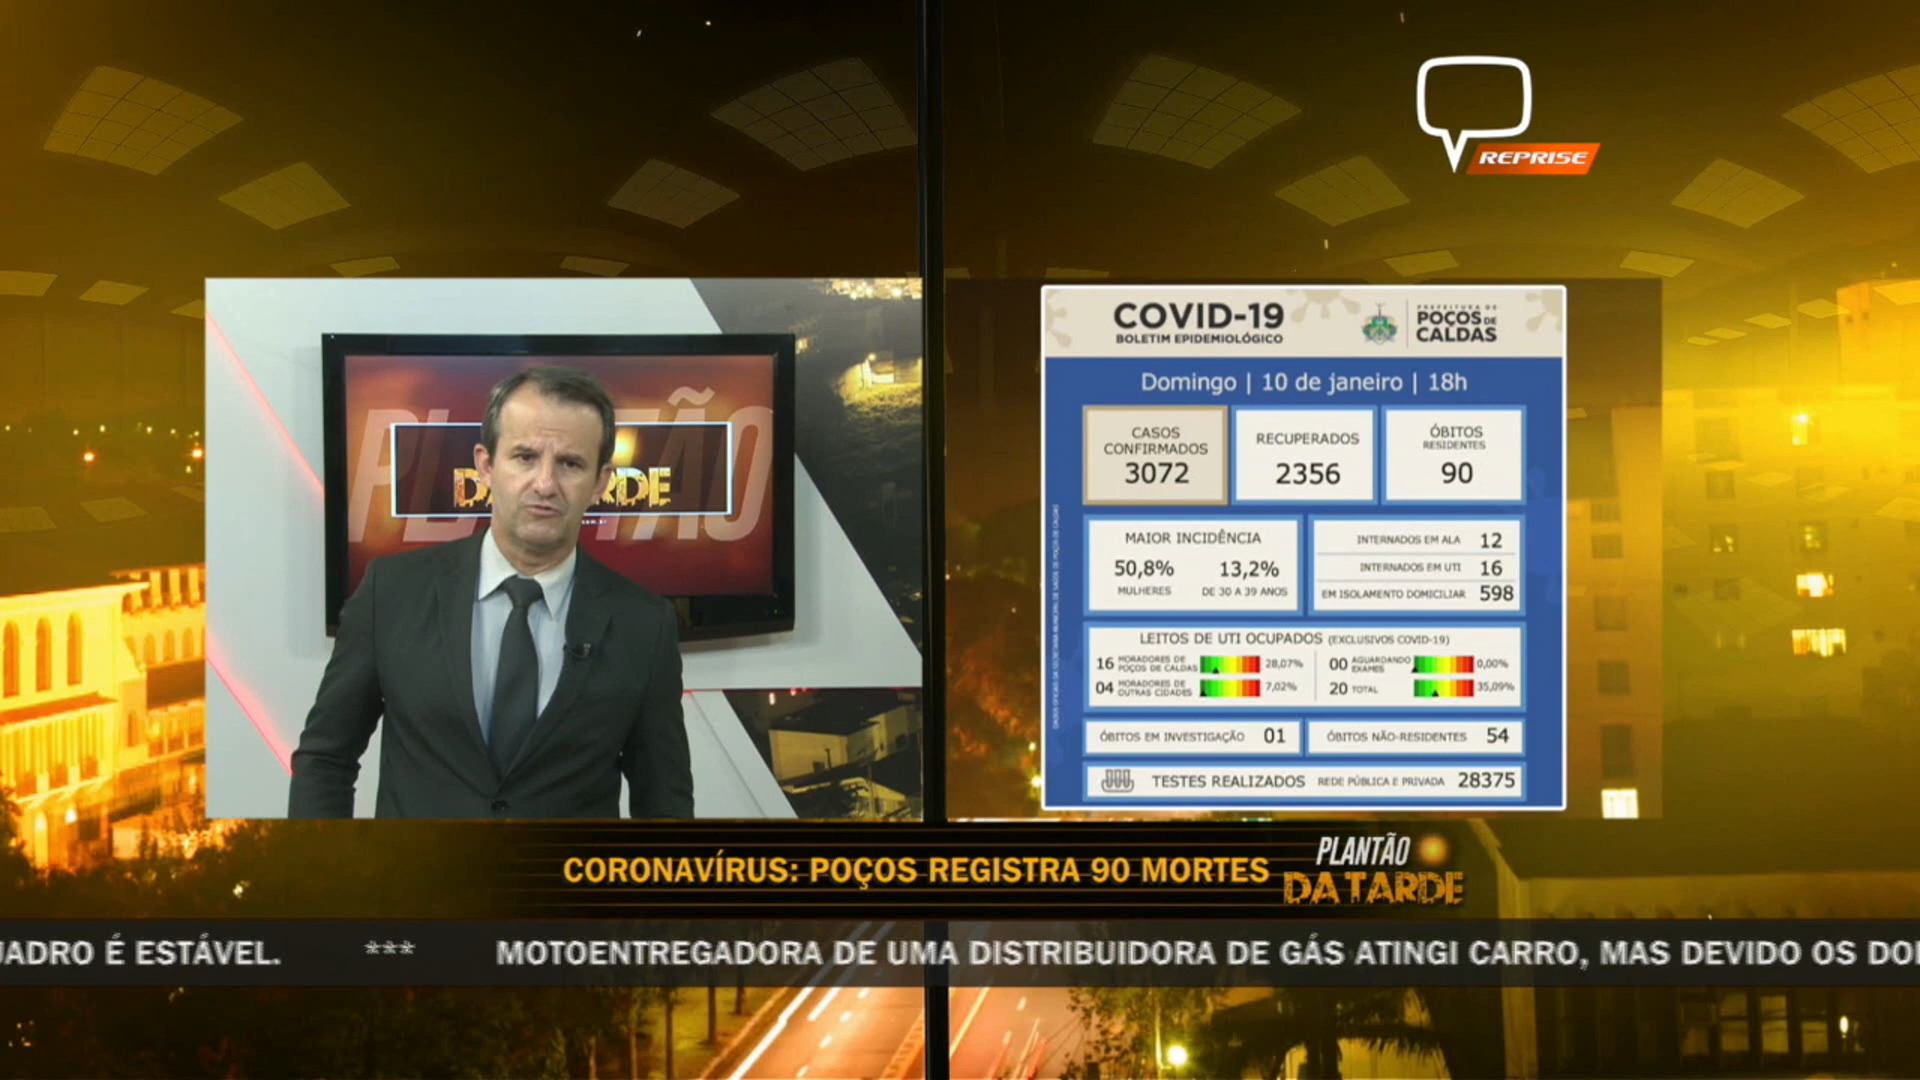 REPRISE
PLANTÃO
DA TARDE
COVID-19
BOLETIM EPIDEMIOLÓGICO
PREFEITURA DE
POÇOS DE
CALDAS
Domingo | 10 de janeiro | 18h
CASOS
CONFIRMADOS
3072
RECUPERADOS
2356
ÓBITOS
RESIDENTES
90
MAIOR INCIDÊNCIA
50,8%
MULHERES
13,2%
DE 30 A 39 ANOS
INTERNADOS EM ALA 12
INTERNADOS EM UTI 16
EM ISOLAMENTO DOMICILIAR 598
LEITOS DE UTI OCUPADOS (EXCLUSIVOS COVID-19)
16 MORADORES DE
POÇOS DE CALDAS 28,07%
00 AGUARDANDO
EXAMES 0,00%
04 MORADORES DE
OUTRAS CIDADES 7,02%
20 TOTAL 35,09%
ÓBITOS EM INVESTIGAÇÃO 01
ÓBITOS NÃO-RESIDENTES 54
TESTES REALIZADOS REDE PÚBLICA E PRIVADA 28375
CORONAVÍRUS: POÇOS REGISTRA 90 MORTES
PLANTÃO
DA TARDE
UADRO É ESTÁVEL. *** MOTOENTREGADORA DE UMA DISTRIBUIDORA DE GÁS ATINGI CARRO, MAS DEVIDO OS DO